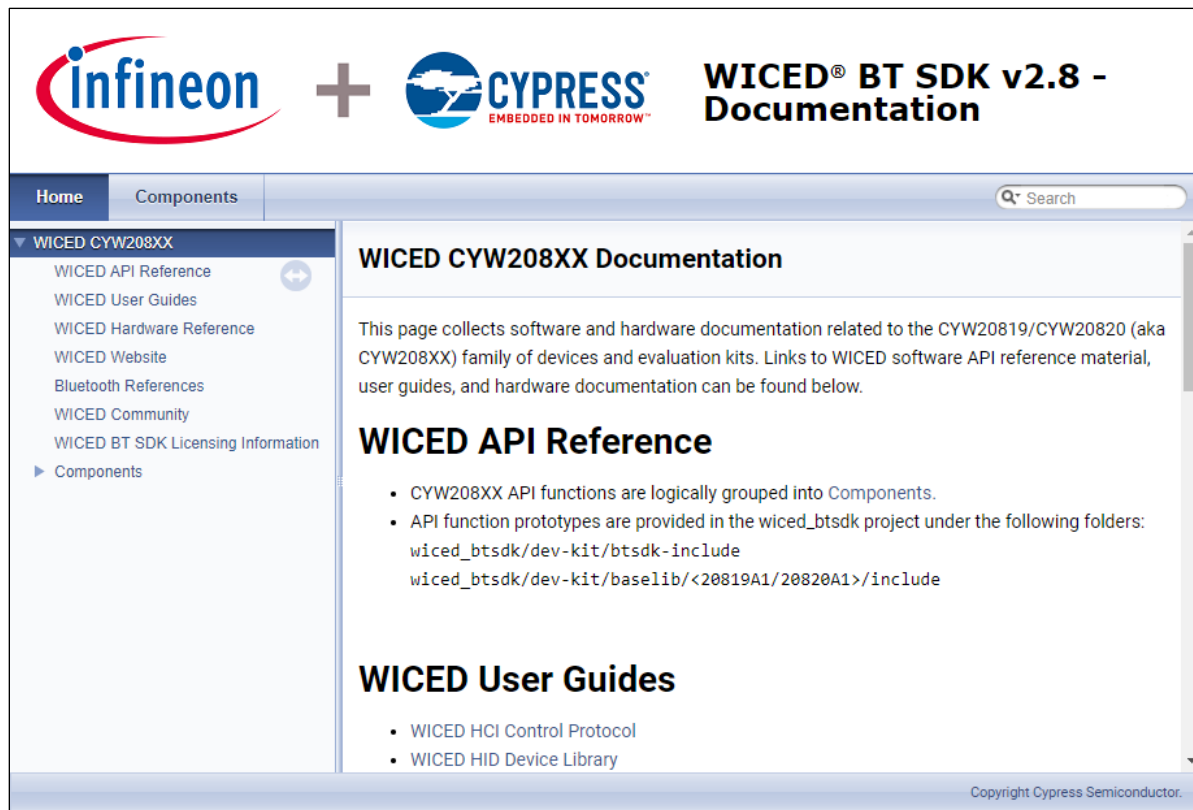 infineon
CYPRESS®
EMBEDDED IN TOMORROW™
WICED® BT SDK v2.8 -
Documentation
Home
Components
Search
WICED CYW208XX
WICED API Reference
WICED User Guides
WICED Hardware Reference
WICED Website
Bluetooth References
WICED Community
WICED BT SDK Licensing Information
Components
WICED CYW208XX Documentation
This page collects software and hardware documentation related to the CYW20819/CYW20820 (aka
CYW208XX) family of devices and evaluation kits. Links to WICED software API reference material,
user guides, and hardware documentation can be found below.
WICED API Reference
• CYW208XX API functions are logically grouped into Components.
• API function prototypes are provided in the wiced_btsdk project under the following folders:
wiced_btsdk/dev-kit/btsdk-include
wiced_btsdk/dev-kit/baselib/<20819A1/20820A1>/include
WICED User Guides
• WICED HCI Control Protocol
• WICED HID Device Library
Copyright Cypress Semiconductor.